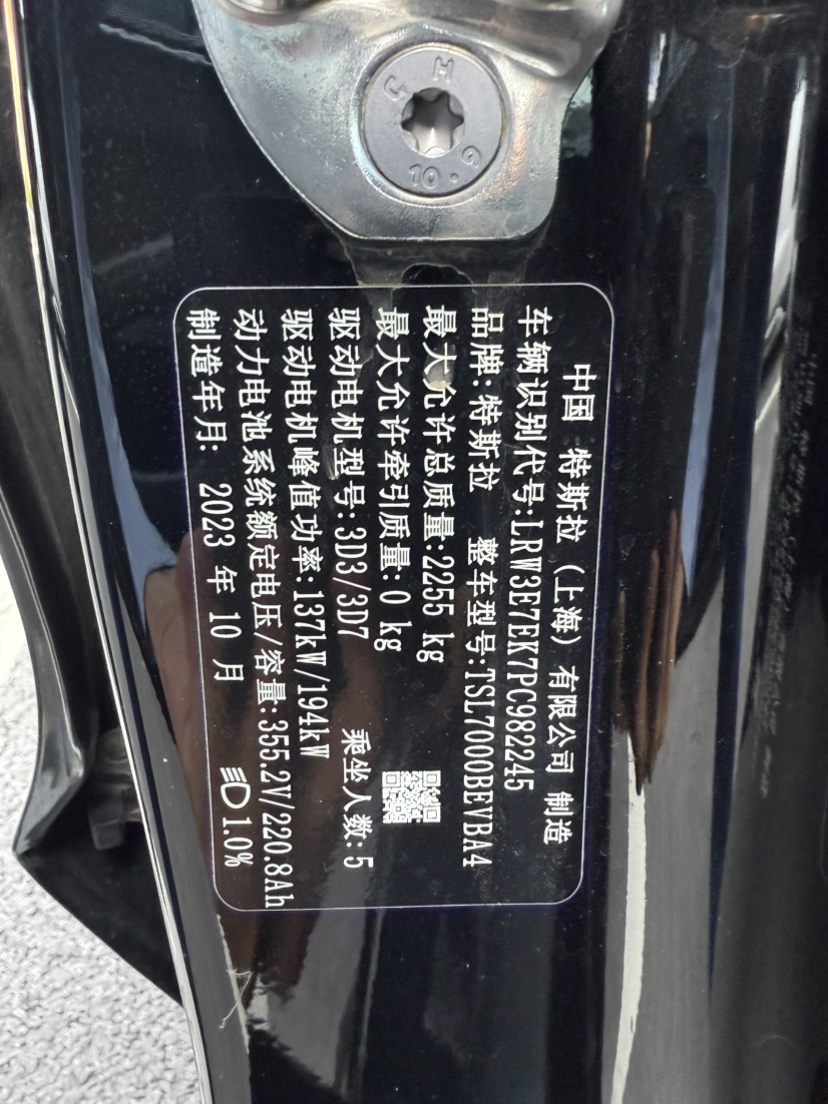 中国 特斯拉（上海）有限公司 制造
车辆识别代号:LRW3E7EK7PC982245
品牌:特斯拉 整车型号:TSL7000BEVBA4
最大允许总质量:2255 kg
最大允许牵引质量:0 kg
驱动电机型号:3D3/3D7 乘坐人数:5
驱动电机峰值功率:137kW/194kW
动力电池系统额定电压/容量:355.2V/220.8Ah
制造年月: 2023 年 10 月 1.0%
H
10.9